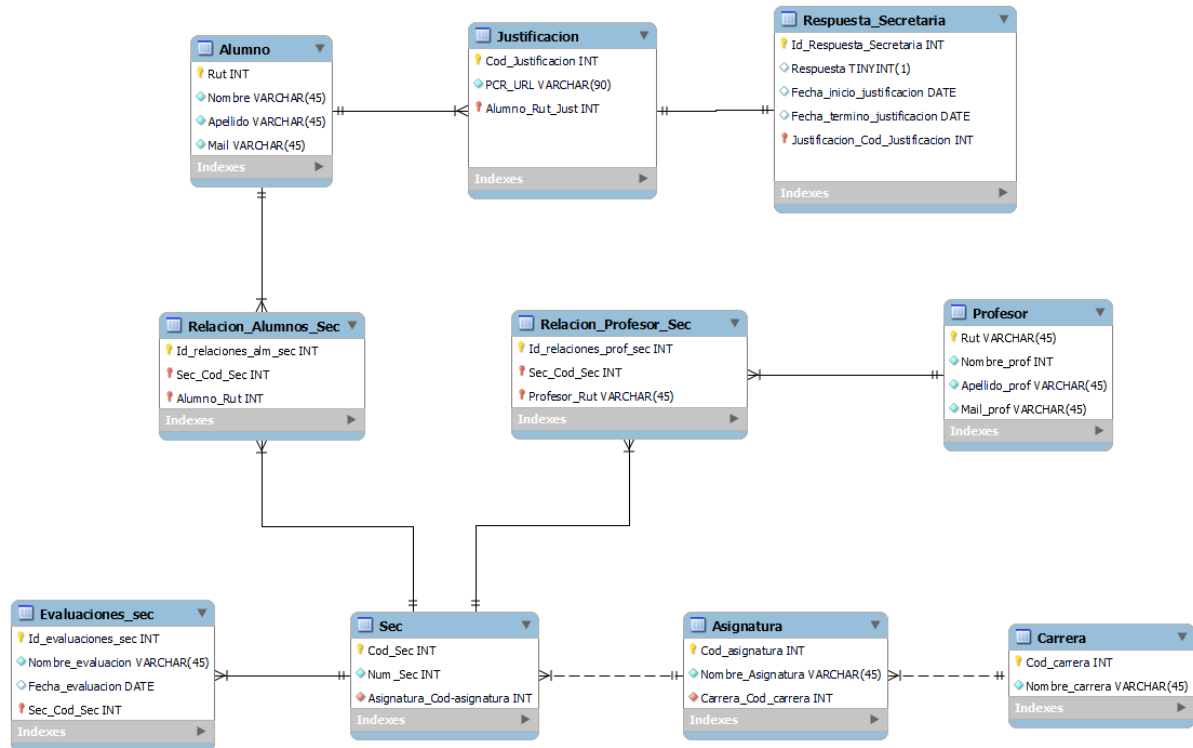 Alumno
Rut INT
Nombre VARCHAR(45)
Apellido VARCHAR(45)
Mail VARCHAR(45)
Indexes
Justificacion
Cod_Justificacion INT
PCR_URL VARCHAR(90)
Alumno_Rut_Just INT
Indexes
Respuesta_Secretaria
Id_Respuesta_Secretaria INT
Respuesta TINYINT(1)
Fecha_inicio_justificacion DATE
Fecha_termino_justificacion DATE
Justificacion_Cod_Justificacion INT
Indexes
Relacion_Alumnos_Sec
Id_relaciones_alm_sec INT
Sec_Cod_Sec INT
Alumno_Rut INT
Indexes
Relacion_Profesor_Sec
Id_relaciones_prof_sec INT
Sec_Cod_Sec INT
Profesor_Rut VARCHAR(45)
Indexes
Profesor
Rut VARCHAR(45)
Nombre_prof INT
Apellido_prof VARCHAR(45)
Mail_prof VARCHAR(45)
Indexes
Evaluaciones_sec
Id_evaluaciones_sec INT
Nombre_evaluacion VARCHAR(45)
Fecha_evaluacion DATE
Sec_Cod_Sec INT
Indexes
Sec
Cod_Sec INT
Num_Sec INT
Asignatura_Cod-asignatura INT
Indexes
Asignatura
Cod_asignatura INT
Nombre_Asignatura VARCHAR(45)
Carrera_Cod_carrera INT
Indexes
Carrera
Cod_carrera INT
Nombre_carrera VARCHAR(45)
Indexes